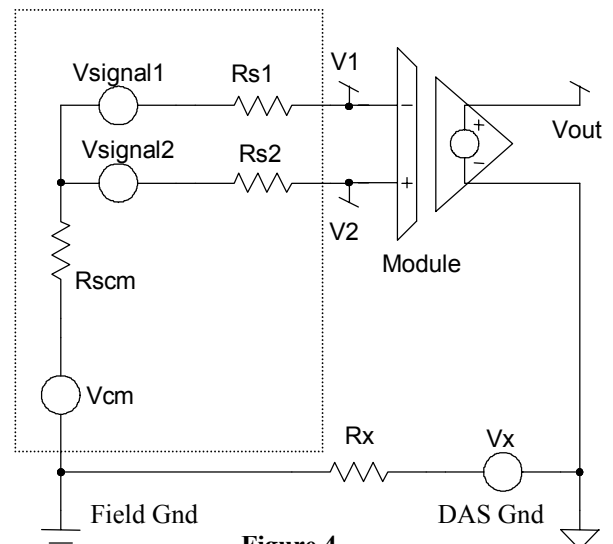 Vsignal1
Rs1
V1
−
Vsignal2
Rs2
+
V2
+
−
Vout
Module
Rscm
Vcm
Rx
Vx
Field Gnd
DAS Gnd
Figure 4